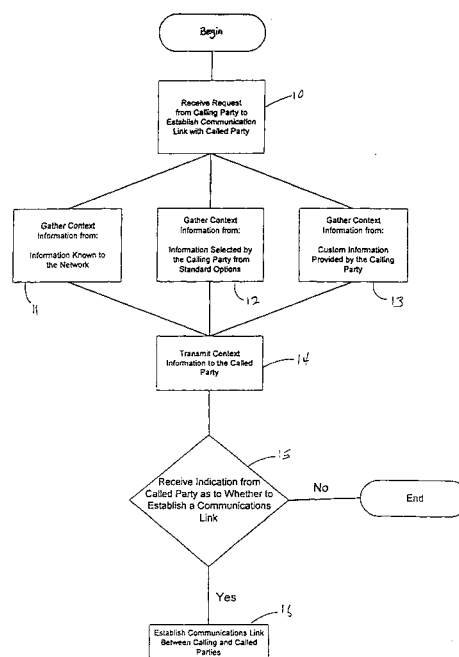 Begin
10
Receive Request
from Calling Party to
Establish Communication
Link with Called Party
Gather Context
Information from:
Information Known to
the Network
11
Gather Context
Information from:
Information Selected by
the Calling Party from
Standard Options
12
Gather Context
Information from:
Custom Information
Provided by the Calling
Party
13
Transmit Context
Information to the Called
Party
14
15
Receive Indication from
Called Party as to Whether to
Establish a Communications
Link
No
End
Yes
16
Establish Communications Link
Between Calling and Called
Parties